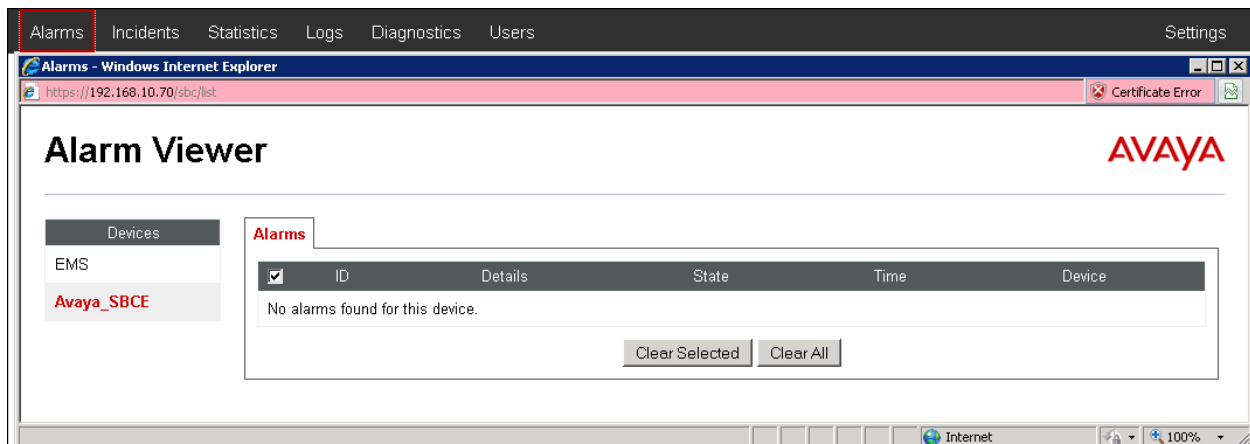 Alarms Incidents Statistics Logs Diagnostics Users Settings
Alarms - Windows Internet Explorer
https://192.168.10.70/sbc/list Certificate Error
Alarm Viewer AVAYA
Devices
EMS
Avaya_SBCE
Alarms
ID Details State Time Device
No alarms found for this device.
Clear Selected Clear All
Internet 100%